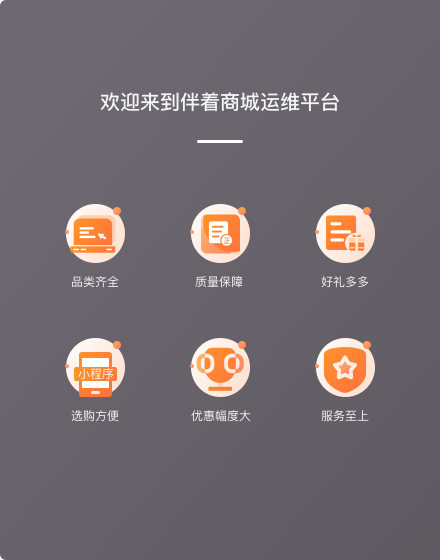 欢迎来到伴着商城运维平台
正
品类齐全
质量保障
好礼多多
小程序
选购方便
优惠幅度大
服务至上